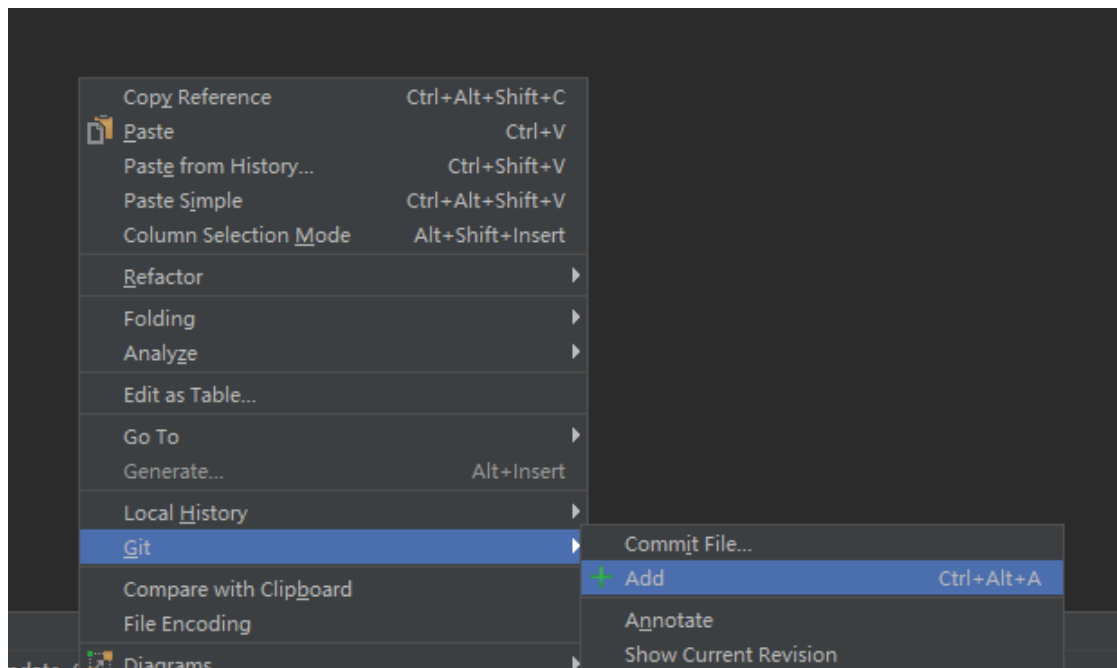 Copy Reference Ctrl+Alt+Shift+C
Paste Ctrl+V
Paste from History... Ctrl+Shift+V
Paste Simple Ctrl+Alt+Shift+V
Column Selection Mode Alt+Shift+Insert
Refactor
Folding
Analyze
Edit as Table...
Go To
Generate... Alt+Insert
Local History
Git
Commit File...
Add Ctrl+Alt+A
Compare with Clipboard
Annotate
File Encoding
Show Current Revision
Diagrams